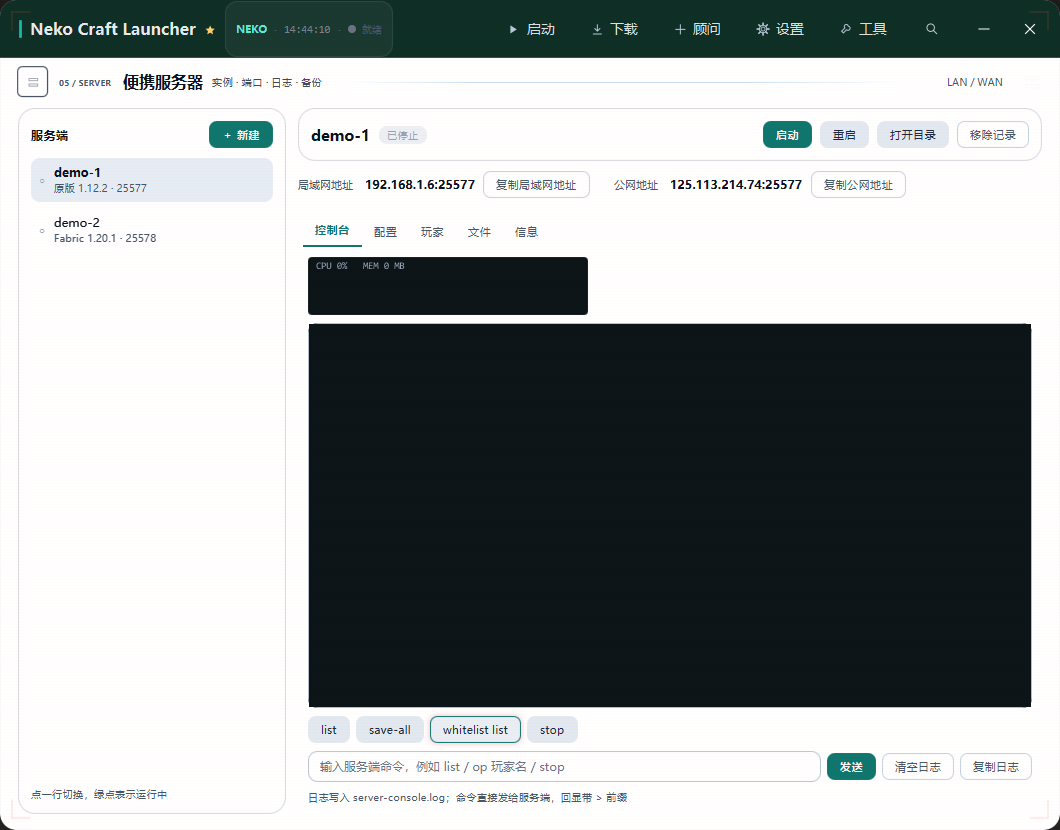 Neko Craft Launcher ★ NEKO · 14:44:10 · 就绪 启动 下载 顾问 设置 工具
05 / SERVER 便携服务器 实例 · 端口 · 日志 · 备份 LAN / WAN
服务端 + 新建
demo-1
原版 1.12.2 · 25577
demo-2
Fabric 1.20.1 · 25578
点一行切换，绿点表示运行中
demo-1 已停止 启动 重启 打开目录 移除记录
局域网地址 192.168.1.6:25577 复制局域网地址 公网地址 125.113.214.74:25577 复制公网地址
控制台 配置 玩家 文件 信息
CPU 0% MEM 0 MB
list save-all whitelist list stop
输入服务端命令，例如 list / op 玩家名 / stop 发送 清空日志 复制日志
日志写入 server-console.log；命令直接发给服务端，回显带 > 前缀